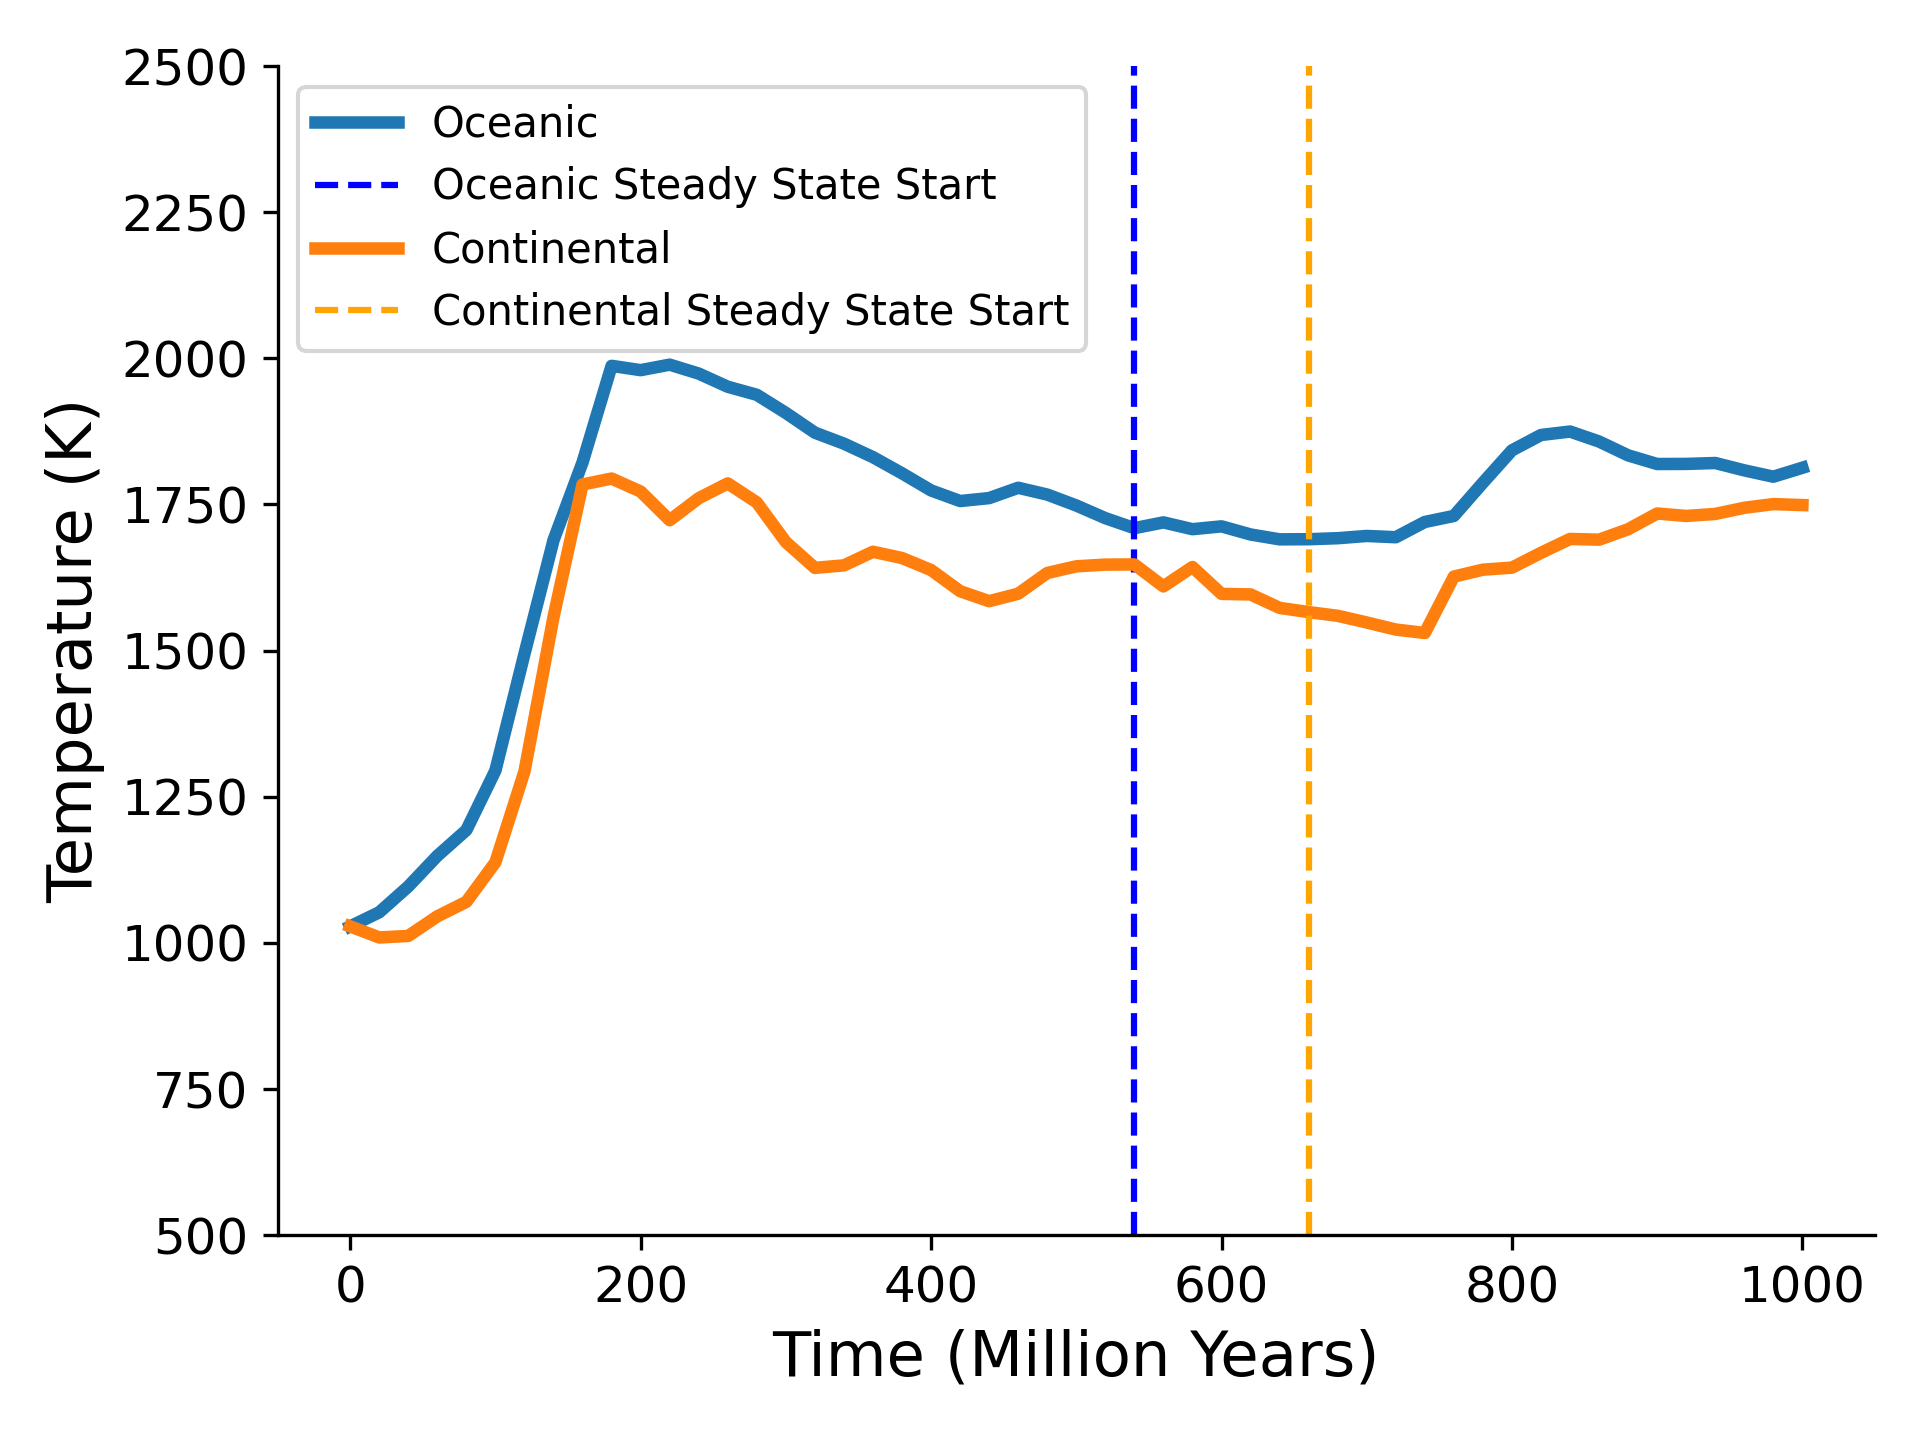 2500
2250
2000
1750
1500
1250
1000
750
500
Temperature (K)
Oceanic
Oceanic Steady State Start
Continental
Continental Steady State Start
0 200 400 600 800 1000
Time (Million Years)